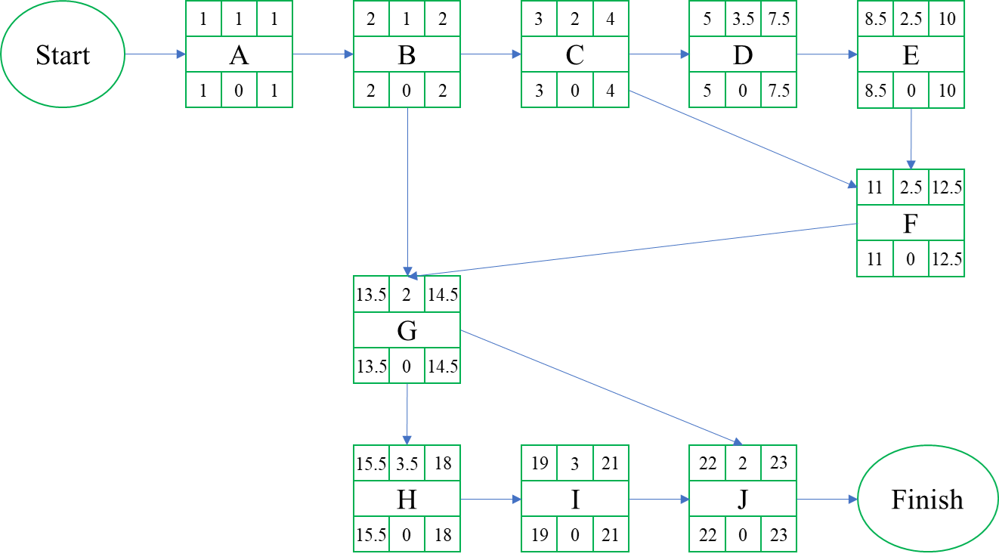 Start
1 1 1
A
1 0 1
2 1 2
B
2 0 2
3 2 4
C
3 0 4
5 3.5 7.5
D
5 0 7.5
8.5 2.5 10
E
8.5 0 10
11 2.5 12.5
F
11 0 12.5
13.5 2 14.5
G
13.5 0 14.5
15.5 3.5 18
H
15.5 0 18
19 3 21
I
19 0 21
22 2 23
J
22 0 23
Finish